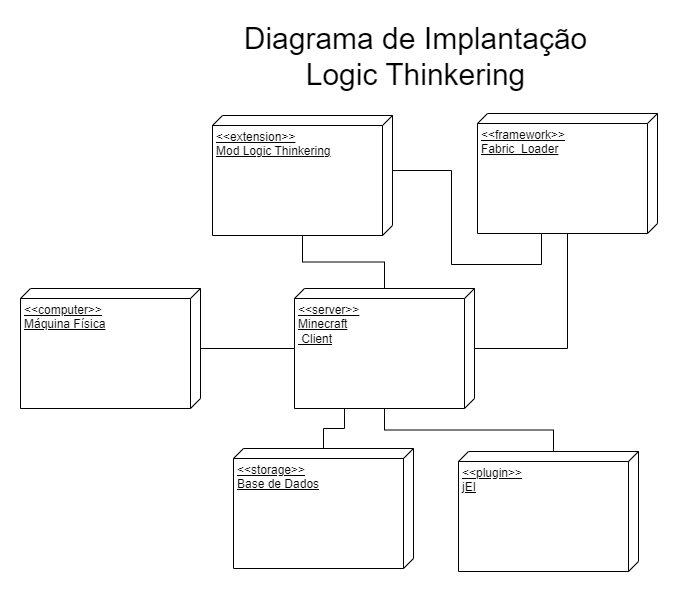 Diagrama de Implantação
Logic Thinkering
<<extension>>
Mod Logic Thinkering
<<framework>>
Fabric_Loader
<<computer>>
Máquina Física
<<server>>
Minecraft
_Client
<<storage>>
Base de Dados
<<plugin>>
jEI